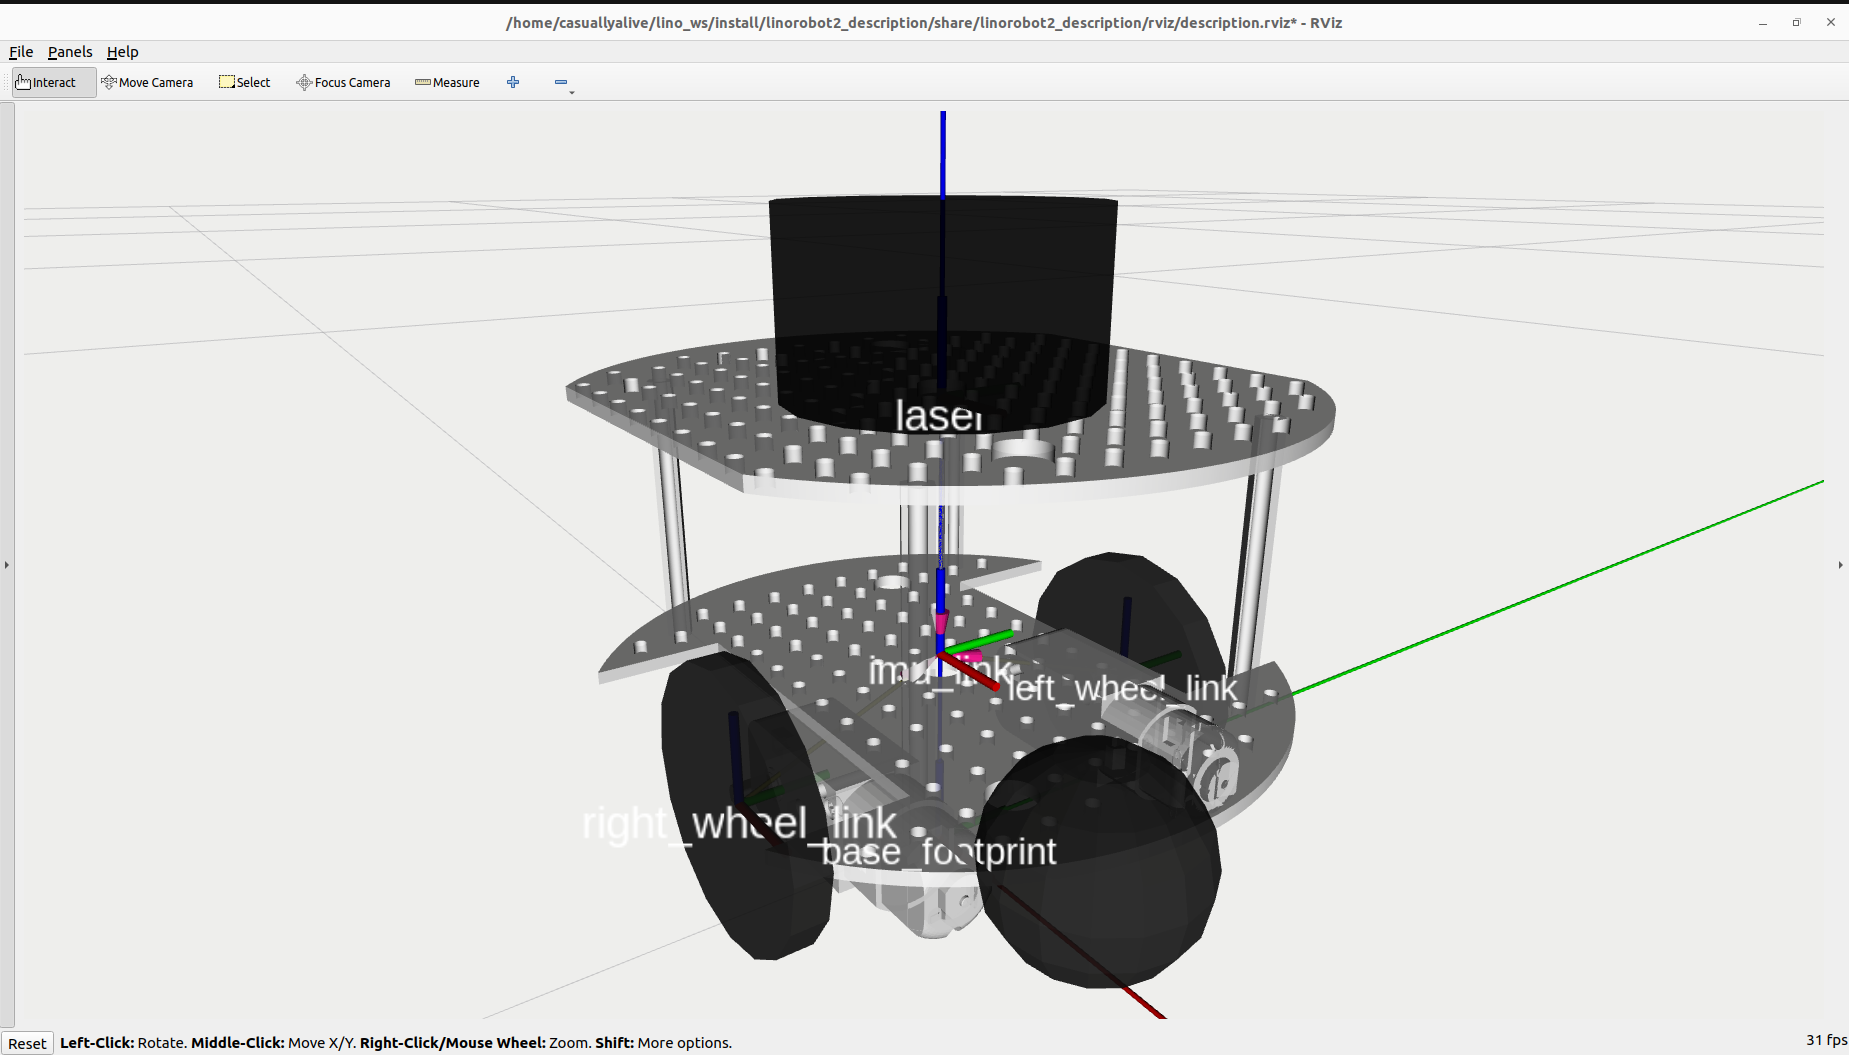 /home/casuallyalive/lino_ws/install/linorobot2_description/share/linorobot2_description/rviz/description.rviz* - RViz
File Panels Help
Interact Move Camera Select Focus Camera Measure
laser
imu_link
left_wheel_link
right_wheel_link
base_footprint
Reset Left-Click: Rotate. Middle-Click: Move X/Y. Right-Click/Mouse Wheel: Zoom. Shift: More options. 31 fps